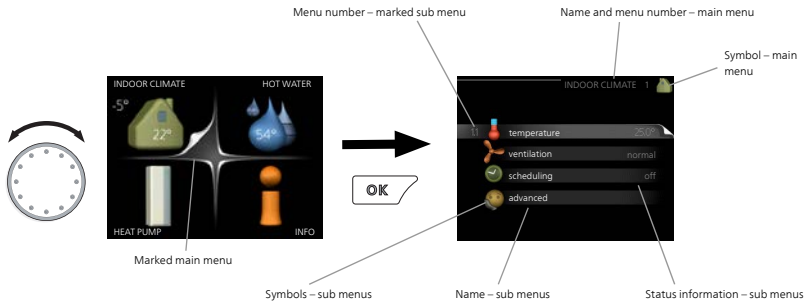 Menu number – marked sub menu
Name and menu number – main menu
Symbol – main
menu
INDOOR CLIMATE
HOT WATER
-5°
22°
54°
HEAT PUMP
INFO
Marked main menu
OK
INDOOR CLIMATE 1
1.1 temperature 25.0°
ventilation normal
scheduling off
advanced
Symbols – sub menus
Name – sub menus
Status information – sub menus